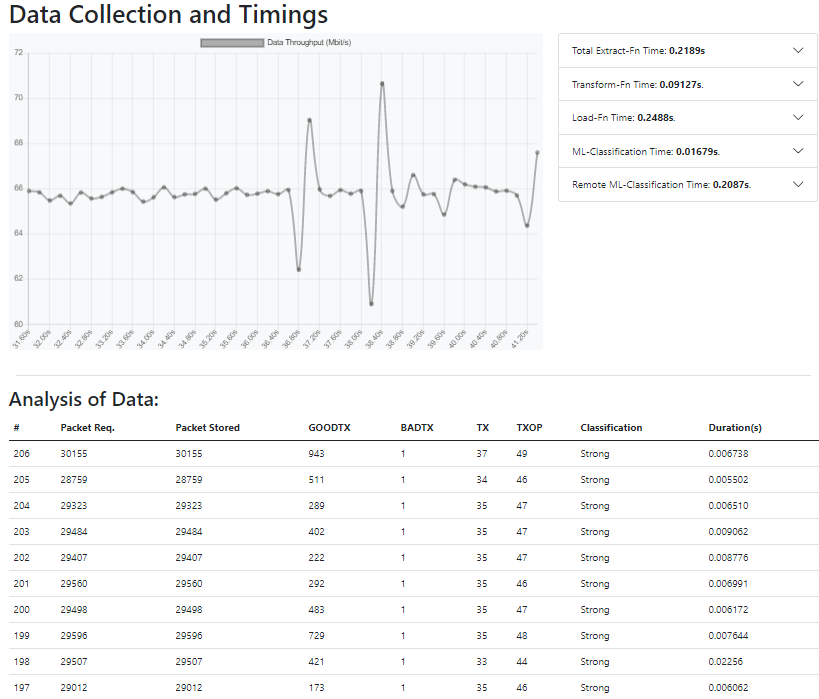 Data Collection and Timings
Data Throughput (Mbit/s)
72
70
68
66
64
62
60
31.60s 32.00s 32.40s 32.80s 33.20s 33.60s 34.00s 34.40s 34.80s 35.20s 35.60s 36.00s 36.40s 36.80s 37.20s 37.60s 38.00s 38.40s 38.80s 39.20s 39.60s 40.00s 40.40s 40.80s 41.20s
Total Extract-Fn Time: 0.2189s
Transform-Fn Time: 0.09127s.
Load-Fn Time: 0.2488s.
ML-Classification Time: 0.01679s.
Remote ML-Classification Time: 0.2087s.
Analysis of Data:
# Packet Req. Packet Stored GOODTX BADTX TX TXOP Classification Duration(s)
206 30155 30155 943 1 37 49 Strong 0.006738
205 28759 28759 511 1 34 46 Strong 0.005502
204 29323 29323 289 1 35 47 Strong 0.006510
203 29484 29484 402 1 35 47 Strong 0.009062
202 29407 29407 222 1 35 47 Strong 0.008776
201 29560 29560 292 1 35 46 Strong 0.006991
200 29498 29498 483 1 35 47 Strong 0.006172
199 29596 29596 729 1 35 48 Strong 0.007644
198 29507 29507 421 1 33 44 Strong 0.02256
197 29012 29012 173 1 35 46 Strong 0.006062